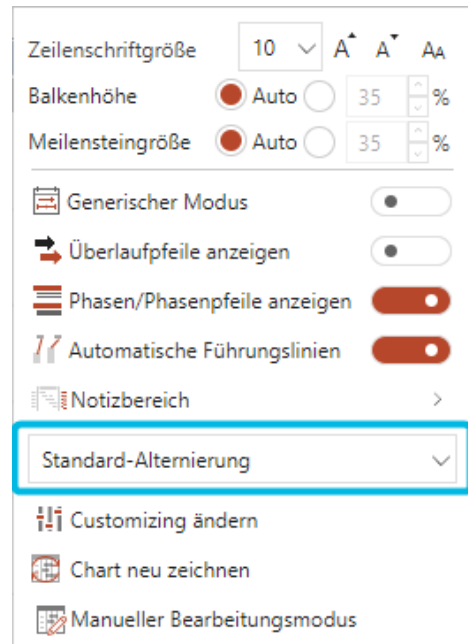 Zeilenschriftgröße 10 A A AA
Balkenhöhe Auto 35 %
Meilensteingröße Auto 35 %
Generischer Modus
Überlaufpfeile anzeigen
Phasen/Phasenpfeile anzeigen
Automatische Führungslinien
Notizbereich
Standard-Alternierung
Customizing ändern
Chart neu zeichnen
Manueller Bearbeitungsmodus